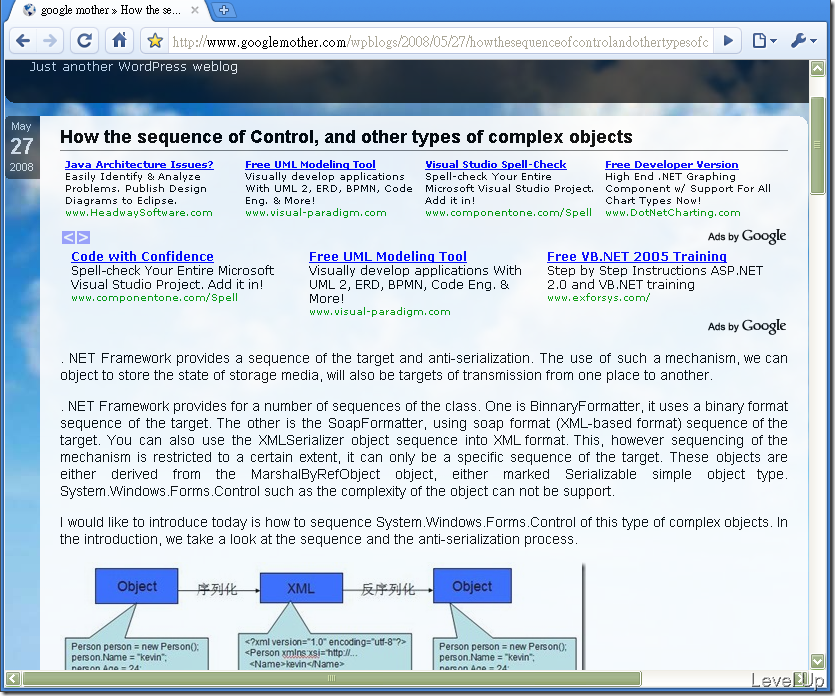 google mother » How the se...
http://www.googlemother.com/wpblogs/2008/05/27/howthesequenceofcontrolandothertypesofc
Just another WordPress weblog
May
27
2008
How the sequence of Control, and other types of complex objects
Java Architecture Issues?
Easily Identify & Analyze
Problems. Publish Design
Diagrams to Eclipse.
www.HeadwaySoftware.com
Free UML Modeling Tool
Visually develop applications
With UML 2, ERD, BPMN, Code
Eng. & More!
www.visual-paradigm.com
Visual Studio Spell-Check
Spell-check Your Entire
Microsoft Visual Studio Project.
Add it in!
www.componentone.com/Spell
Free Developer Version
High End .NET Graphing
Component w/ Support For All
Chart Types Now!
www.DotNetCharting.com
Ads by Google
Code with Confidence
Spell-check Your Entire Microsoft
Visual Studio Project. Add it in!
www.componentone.com/Spell
Free UML Modeling Tool
Visually develop applications With
UML 2, ERD, BPMN, Code Eng. &
More!
www.visual-paradigm.com
Free VB.NET 2005 Training
Step by Step Instructions ASP.NET
2.0 and VB.NET training
www.exforsys.com/
Ads by Google
. NET Framework provides a sequence of the target and anti-serialization. The use of such a mechanism, we can
object to store the state of storage media, will also be targets of transmission from one place to another.
. NET Framework provides for a number of sequences of the class. One is BinnaryFormatter, it uses a binary format
sequence of the target. The other is the SoapFormatter, using soap format (XML-based format) sequence of the
target. You can also use the XMLSerializer object sequence into XML format. This, however sequencing of the
mechanism is restricted to a certain extent, it can only be a specific sequence of the target. These objects are
either derived from the MarshalByRefObject object, either marked Serializable simple object type.
System.Windows.Forms.Control such as the complexity of the object can not be support.
I would like to introduce today is how to sequence System.Windows.Forms.Control of this type of complex objects. In
the introduction, we take a look at the sequence and the anti-serialization process.
Object
序列化
XML
反序列化
Object
Person person = new Person();
person.Name = "kevin";
person.Age = 24;
<?xml version="1.0" encoding="utf-8"?>
<Person xmlns:xsi="http://...
<Name>kevin</Name>
Person person = new Person();
person.Name = "kevin";
person.Age = 24;
Level Up